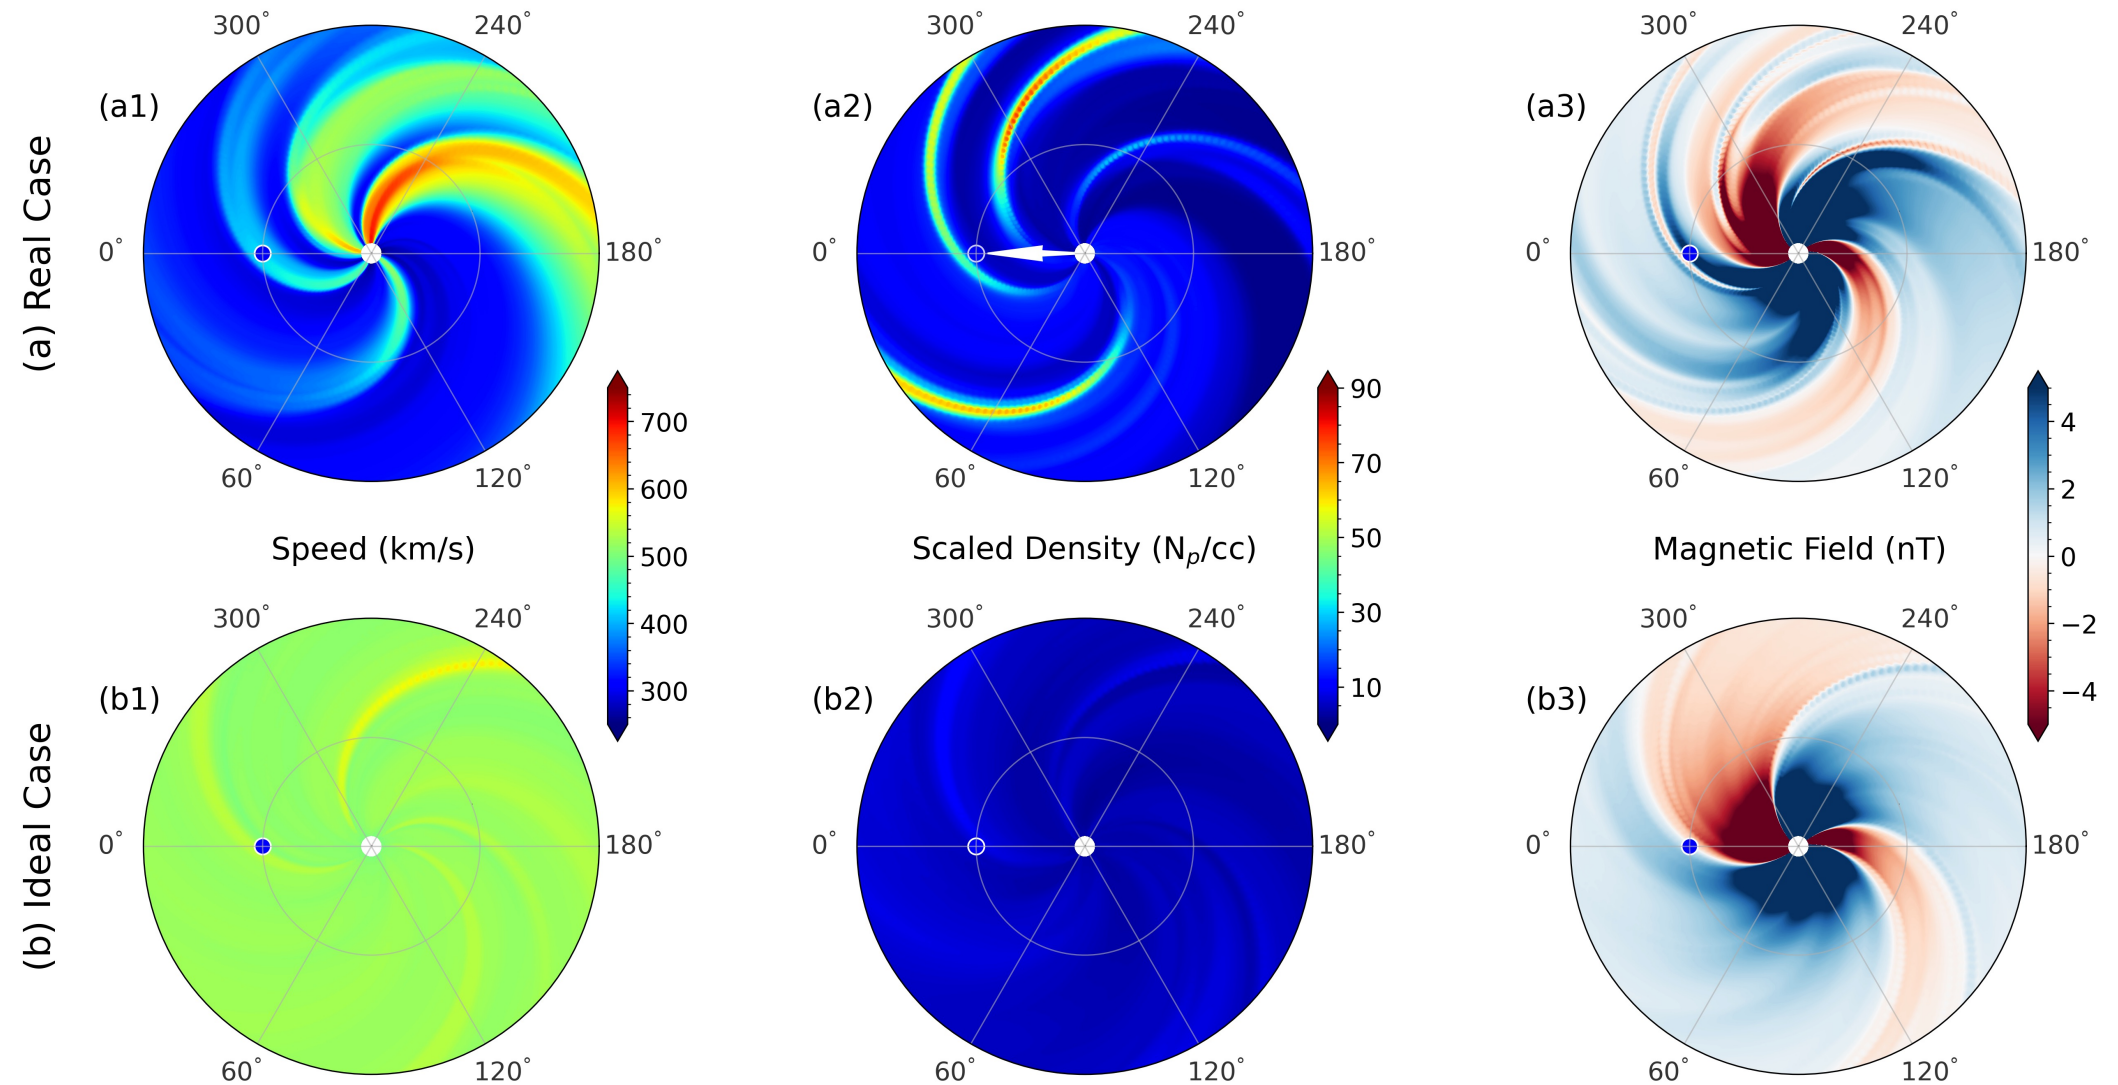 300° 240° 300° 240° 300° 240°
(a1) (a2) (a3)
(a) Real Case
0° 180° 0° 180° 0° 180°
60° 120° 60° 120° 60° 120°
Speed (km/s) Scaled Density (Np/cc) Magnetic Field (nT)
700
600
500
400
300
90
70
50
30
10
4
2
0
−2
−4
300° 240° 300° 240° 300° 240°
(b1) (b2) (b3)
(b) Ideal Case
0° 180° 0° 180° 0° 180°
60° 120° 60° 120° 60° 120°